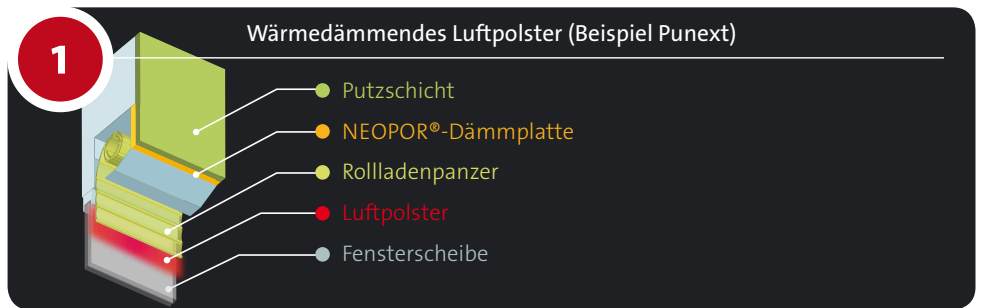 1
Wärmedämmendes Luftpolster (Beispiel Punext)
Putzschicht
NEOPOR®-Dämmplatte
Rollladenpanzer
Luftpolster
Fensterscheibe